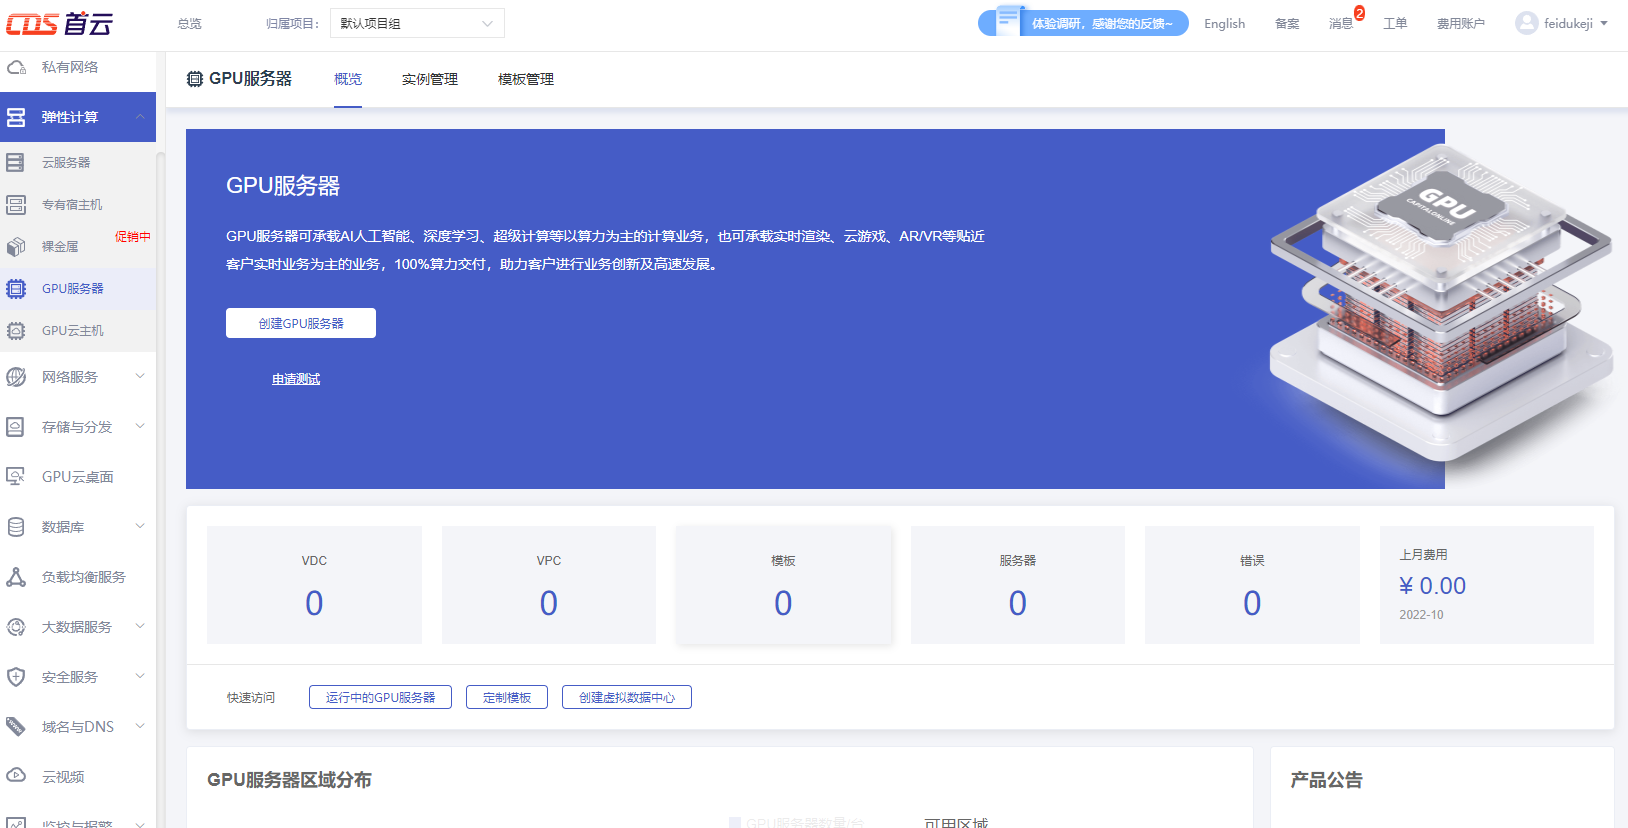 CDS 首云
总览
归属项目：
默认项目组
体验调研，感谢您的反馈~
English
备案
消息
2
工单
费用账户
feidukeji
私有网络
弹性计算
云服务器
专有宿主机
裸金属
促销中
GPU服务器
GPU云主机
网络服务
存储与分发
GPU云桌面
数据库
负载均衡服务
大数据服务
安全服务
域名与DNS
云视频
监控与报警
GPU服务器
概览
实例管理
模板管理
GPU服务器
GPU服务器可承载AI人工智能、深度学习、超级计算等以算力为主的计算业务，也可承载实时渲染、云游戏、AR/VR等贴近
客户实时业务为主的业务，100%算力交付，助力客户进行业务创新及高速发展。
创建GPU服务器
申请测试
GPU
CAPITALONLINE
VDC
0
VPC
0
模板
0
服务器
0
错误
0
上月费用
¥ 0.00
2022-10
快速访问
运行中的GPU服务器
定制模板
创建虚拟数据中心
GPU服务器区域分布
GPU服务器数量/台
可用区域
产品公告